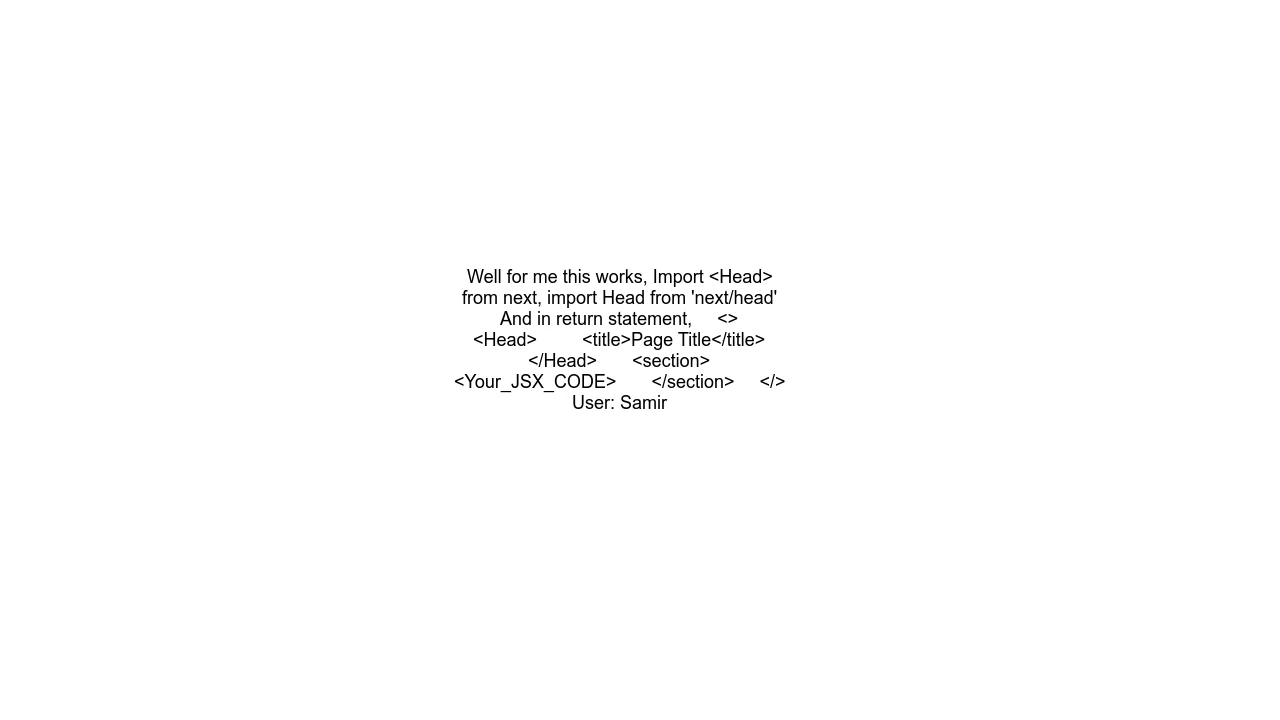 Well for me this works, Import <Head>
from next, import Head from 'next/head'
And in return statement,     <>
<Head>         <title>Page Title</title>
</Head>       <section>
<Your_JSX_CODE>       </section>     </>
User: Samir